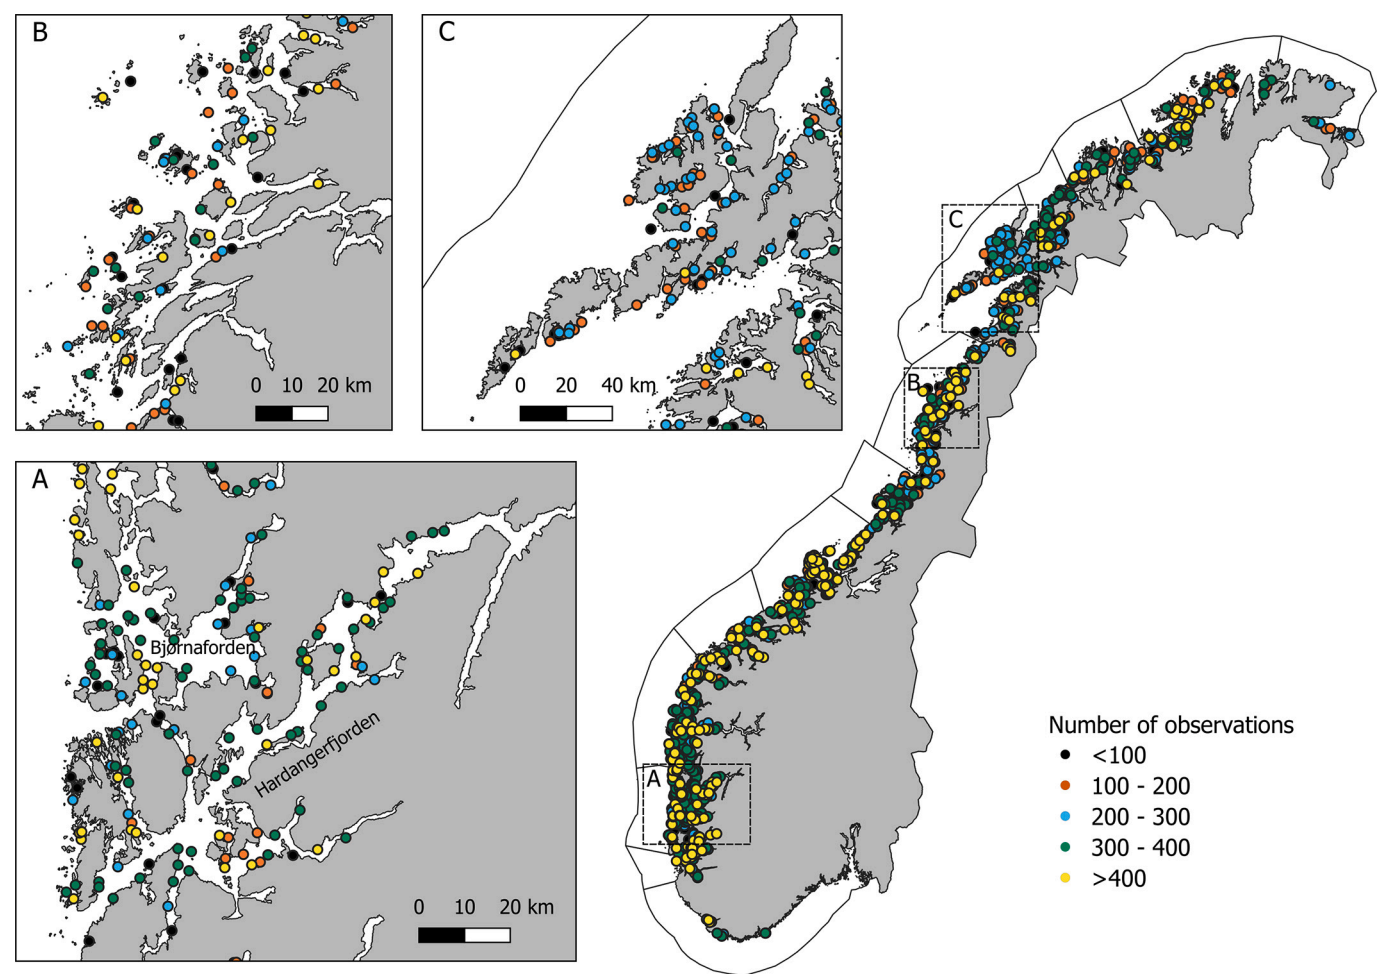 B
0 10 20 km
C
0 20 40 km
A
Bjørnaforden
Hardangerfjorden
0 10 20 km
C
B
A
Number of observations
<100
100 - 200
200 - 300
300 - 400
>400